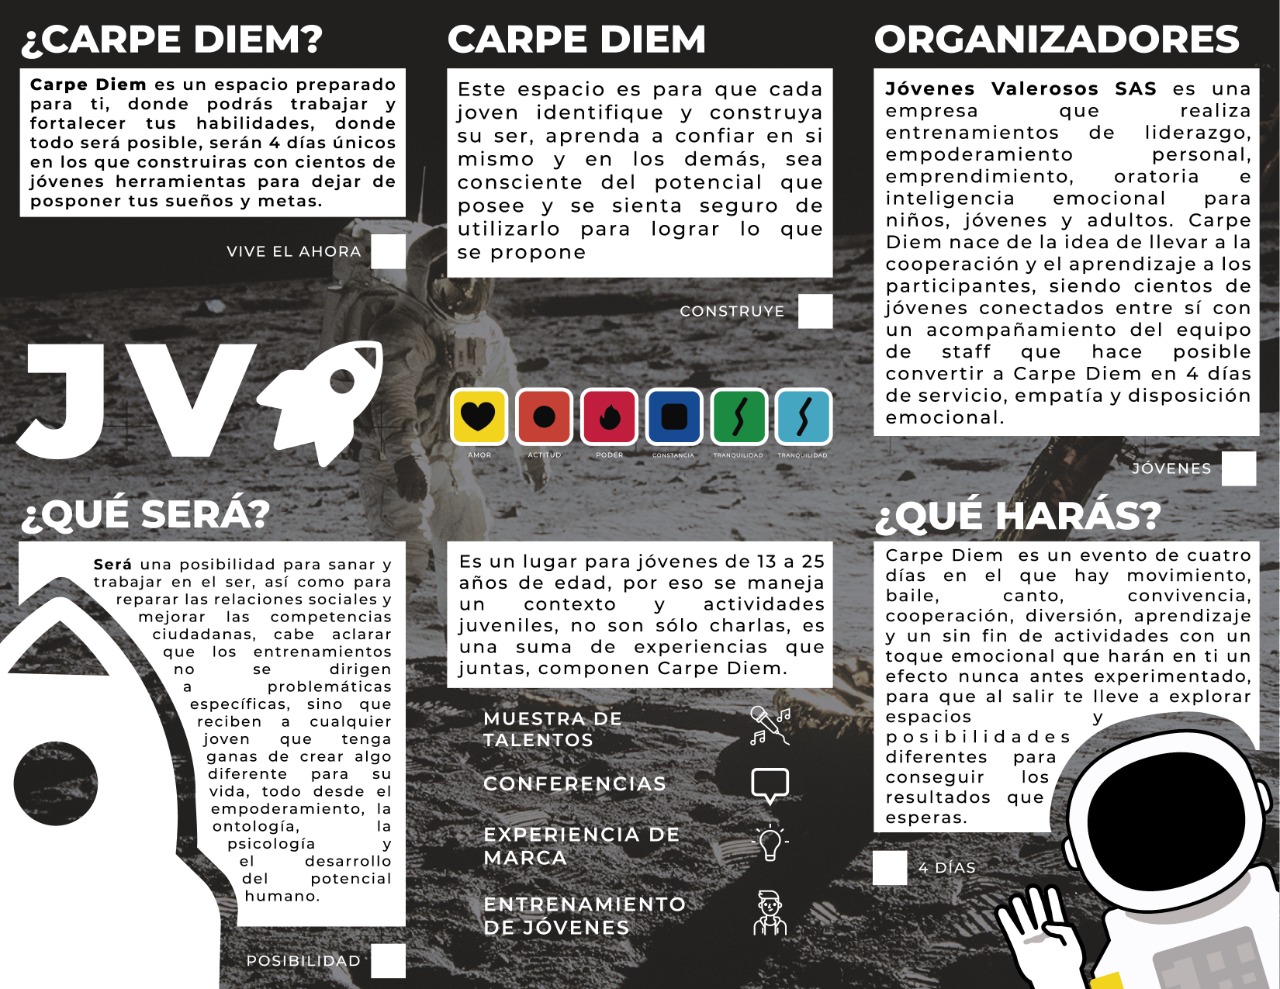 ¿CARPE DIEM?
Carpe Diem es un espacio preparado
para ti, donde podrás trabajar y
fortalecer tus habilidades, donde
todo será posible, serán 4 días únicos
en los que construiras con cientos de
jóvenes herramientas para dejar de
posponer tus sueños y metas.
VIVE EL AHORA
JV
¿QUÉ SERÁ?
Será una posibilidad para sanar y
trabajar en el ser, así como para
reparar las relaciones sociales y
mejorar las competencias
ciudadanas, cabe aclarar
que los entrenamientos
no se dirigen
a problemáticas
específicas, sino que
reciben a cualquier
joven que tenga
ganas de crear algo
diferente para su
vida, todo desde el
empoderamiento, la
ontología, la
psicología y
el desarrollo
del potencial
humano.
POSIBILIDAD
CARPE DIEM
Este espacio es para que cada
joven identifique y construya
su ser, aprenda a confiar en si
mismo y en los demás, sea
consciente del potencial que
posee y se sienta seguro de
utilizarlo para lograr lo que
se propone
CONSTRUYE
AMOR ACTITUD PODER CONSTANCIA TRANQUILIDAD TRANQUILIDAD
Es un lugar para jóvenes de 13 a 25
años de edad, por eso se maneja
un contexto y actividades
juveniles, no son sólo charlas, es
una suma de experiencias que
juntas, componen Carpe Diem.
MUESTRA DE
TALENTOS
CONFERENCIAS
EXPERIENCIA DE
MARCA
ENTRENAMIENTO
DE JÓVENES
ORGANIZADORES
Jóvenes Valerosos SAS es una
empresa que realiza
entrenamientos de liderazgo,
empoderamiento personal,
emprendimiento, oratoria e
inteligencia emocional para
niños, jóvenes y adultos. Carpe
Diem nace de la idea de llevar a la
cooperación y el aprendizaje a los
participantes, siendo cientos de
jóvenes conectados entre sí con
un acompañamiento del equipo
de staff que hace posible
convertir a Carpe Diem en 4 días
de servicio, empatía y disposición
emocional.
JÓVENES
¿QUÉ HARÁS?
Carpe Diem es un evento de cuatro
días en el que hay movimiento,
baile, canto, convivencia,
cooperación, diversión, aprendizaje
y un sin fin de actividades con un
toque emocional que harán en ti un
efecto nunca antes experimentado,
para que al salir te lleve a explorar
espacios y
posibilidades
diferentes para
conseguir los
resultados que
esperas.
4 DÍAS